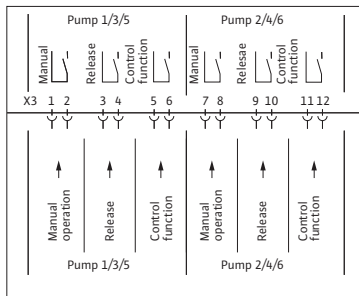 Pump 1/3/5 Pump 2/4/6
Manual Release Control function Manual Relesae Control function
X3 1 2 3 4 5 6 7 8 9 10 11 12
Manual operation Release Control function Manual operation Release Control function
Pump 1/3/5 Pump 2/4/6